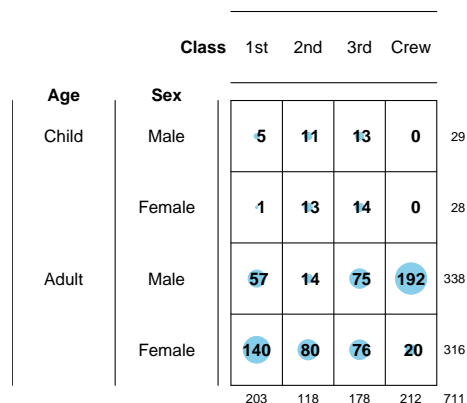 Class 1st 2nd 3rd Crew
Age Sex
Child Male 5 11 13 0 29
Female 1 13 14 0 28
Adult Male 57 14 75 192 338
Female 140 80 76 20 316
203 118 178 212 711